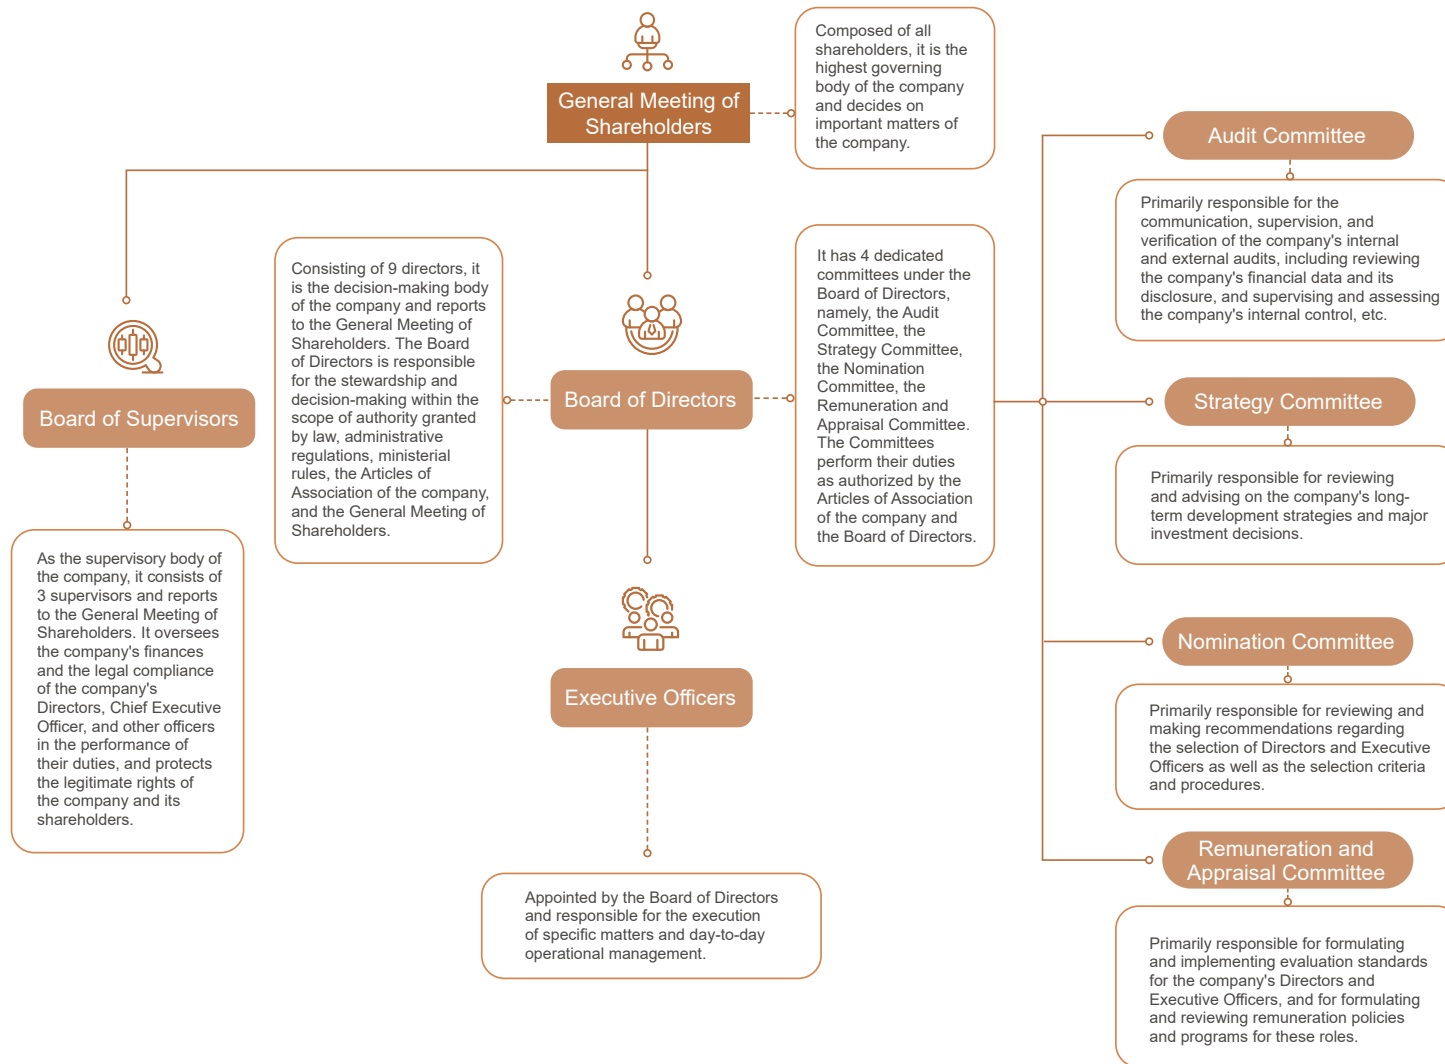 General Meeting of
Shareholders
Composed of all
shareholders, it is the
highest governing
body of the company
and decides on
important matters of
the company.
Board of Supervisors
As the supervisory body of
the company, it consists of
3 supervisors and reports
to the General Meeting of
Shareholders. It oversees
the company's finances
and the legal compliance
of the company's
Directors, Chief Executive
Officer, and other officers
in the performance of
their duties, and protects
the legitimate rights of
the company and its
shareholders.
Consisting of 9 directors, it
is the decision-making body
of the company and reports
to the General Meeting of
Shareholders. The Board
of Directors is responsible
for the stewardship and
decision-making within the
scope of authority granted
by law, administrative
regulations, ministerial
rules, the Articles of
Association of the company,
and the General Meeting of
Shareholders.
Board of Directors
It has 4 dedicated
committees under the
Board of Directors,
namely, the Audit
Committee, the
Strategy Committee,
the Nomination
Committee, the
Remuneration and
Appraisal Committee.
The Committees
perform their duties
as authorized by the
Articles of Association
of the company and
the Board of Directors.
Executive Officers
Appointed by the Board of Directors
and responsible for the execution
of specific matters and day-to-day
operational management.
Audit Committee
Primarily responsible for the
communication, supervision, and
verification of the company's internal
and external audits, including reviewing
the company's financial data and its
disclosure, and supervising and assessing
the company's internal control, etc.
Strategy Committee
Primarily responsible for reviewing
and advising on the company's long-
term development strategies and major
investment decisions.
Nomination Committee
Primarily responsible for reviewing and
making recommendations regarding
the selection of Directors and Executive
Officers as well as the selection criteria
and procedures.
Remuneration and
Appraisal Committee
Primarily responsible for formulating
and implementing evaluation standards
for the company's Directors and
Executive Officers, and for formulating
and reviewing remuneration policies
and programs for these roles.